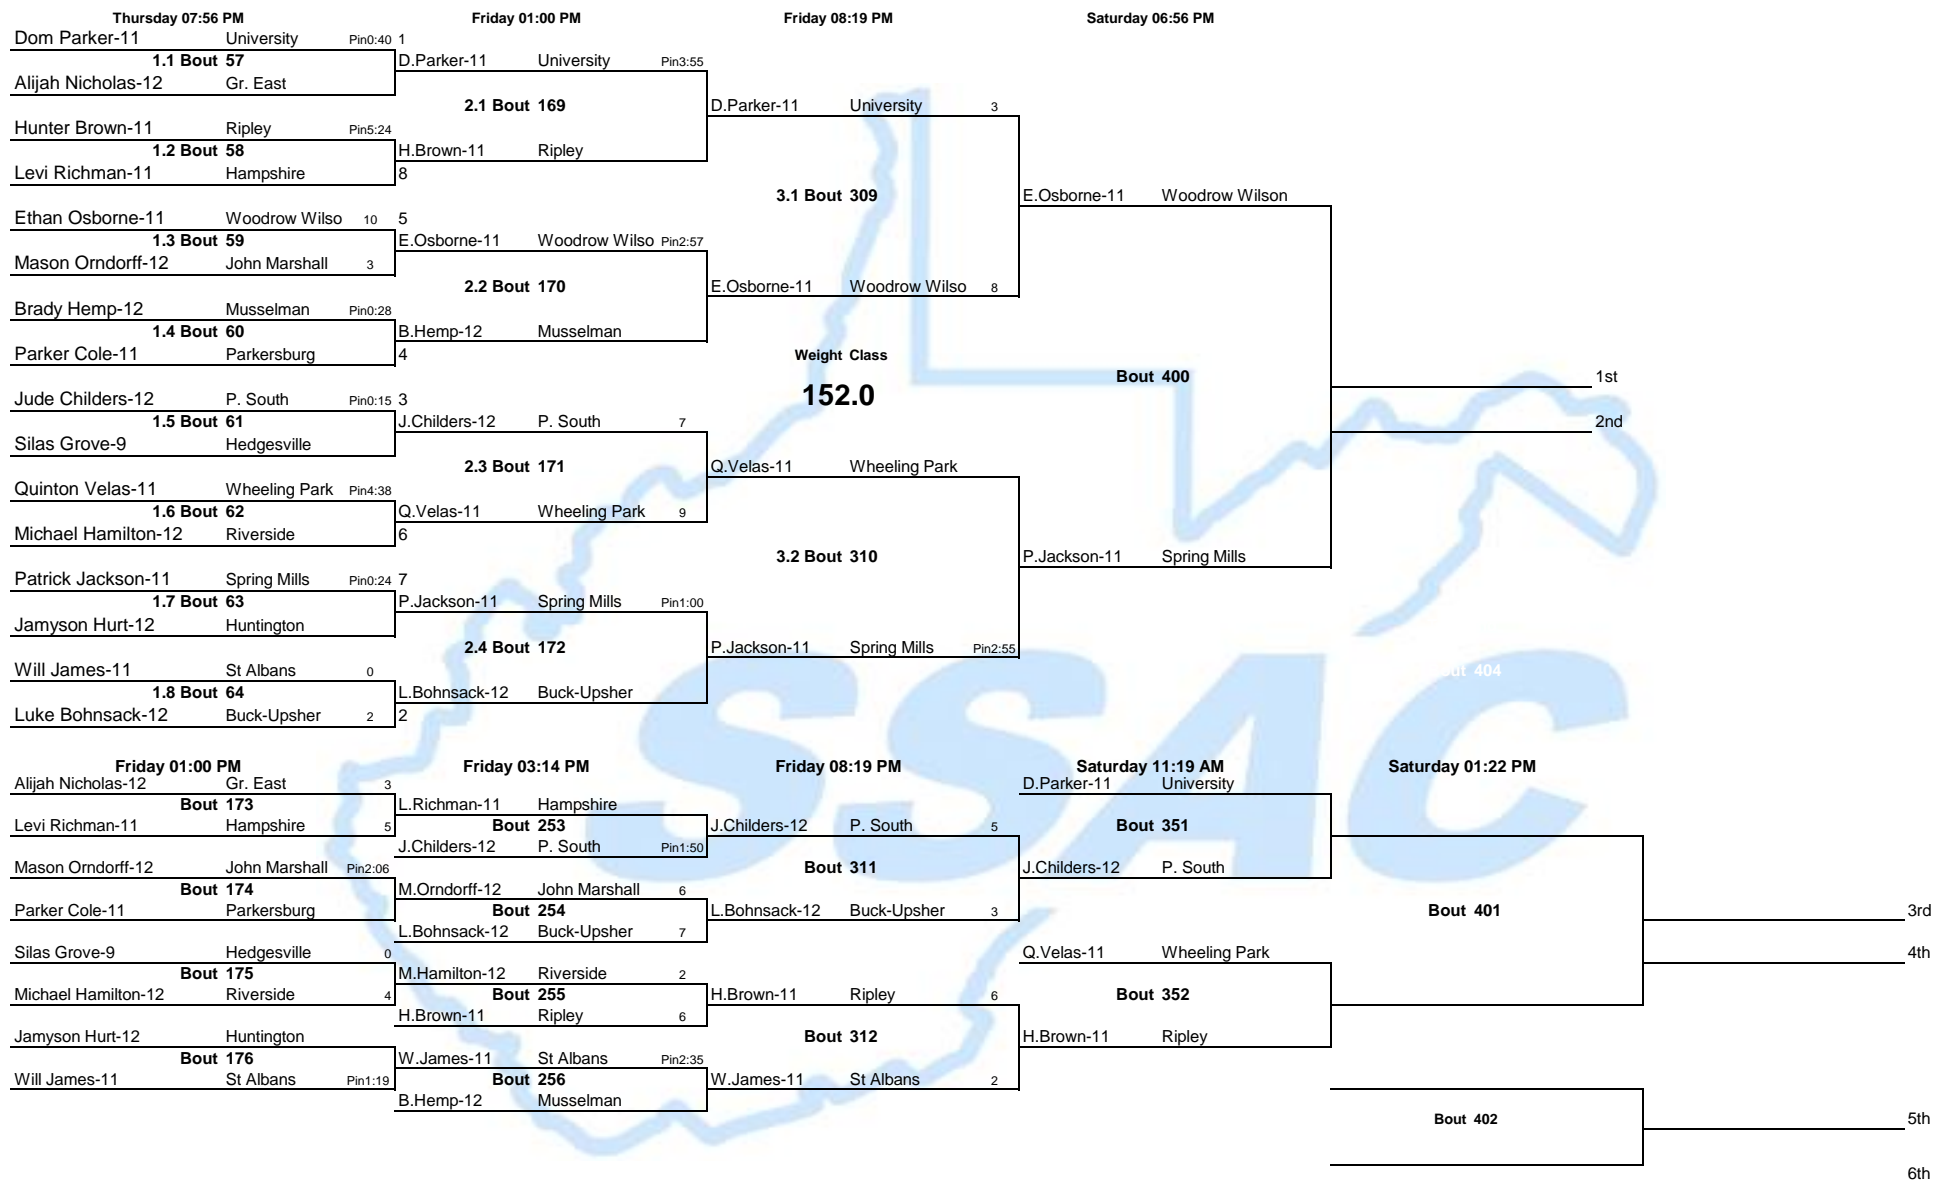 Thursday 07:56 PM Friday 01:00 PM Friday 08:19 PM Saturday 06:56 PM
Dom Parker-11 University Pin0:40 1
1.1 Bout 57 D.Parker-11 University Pin3:55
Alijah Nicholas-12 Gr. East
2.1 Bout 169 D.Parker-11 University 3
Hunter Brown-11 Ripley Pin5:24
1.2 Bout 58 H.Brown-11 Ripley
Levi Richman-11 Hampshire 8
3.1 Bout 309 E.Osborne-11 Woodrow Wilson
Ethan Osborne-11 Woodrow Wilso 10 5
1.3 Bout 59 E.Osborne-11 Woodrow Wilso Pin2:57
Mason Orndorff-12 John Marshall 3
2.2 Bout 170 E.Osborne-11 Woodrow Wilso 8
Brady Hemp-12 Musselman Pin0:28
1.4 Bout 60 B.Hemp-12 Musselman
Parker Cole-11 Parkersburg 4 Weight Class
Bout 400 1st
Jude Childers-12 P. South Pin0:15 3 152.0
1.5 Bout 61 J.Childers-12 P. South 7 2nd
Silas Grove-9 Hedgesville
2.3 Bout 171 Q.Velas-11 Wheeling Park
Quinton Velas-11 Wheeling Park Pin4:38
1.6 Bout 62 Q.Velas-11 Wheeling Park 9
Michael Hamilton-12 Riverside 6
3.2 Bout 310 P.Jackson-11 Spring Mills
Patrick Jackson-11 Spring Mills Pin0:24 7
1.7 Bout 63 P.Jackson-11 Spring Mills Pin1:00
Jamyson Hurt-12 Huntington
2.4 Bout 172 P.Jackson-11 Spring Mills Pin2:55
Will James-11 St Albans 0 404
1.8 Bout 64 L.Bohnsack-12 Buck-Upsher
Luke Bohnsack-12 Buck-Upsher 2 2
SSAC
Friday 01:00 PM Friday 03:14 PM Friday 08:19 PM Saturday 11:19 AM Saturday 01:22 PM
Alijah Nicholas-12 Gr. East 3 D.Parker-11 University
Bout 173 L.Richman-11 Hampshire
Levi Richman-11 Hampshire 5 Bout 253 J.Childers-12 P. South 5 Bout 351
J.Childers-12 P. South Pin1:50
Mason Orndorff-12 John Marshall Pin2:06 Bout 311 J.Childers-12 P. South
Bout 174 M.Orndorff-12 John Marshall 6
Parker Cole-11 Parkersburg Bout 254 L.Bohnsack-12 Buck-Upsher 3 Bout 401 3rd
L.Bohnsack-12 Buck-Upsher 7
Silas Grove-9 Hedgesville 0 Q.Velas-11 Wheeling Park 4th
Bout 175 M.Hamilton-12 Riverside 2
Michael Hamilton-12 Riverside 4 Bout 255 H.Brown-11 Ripley 6 Bout 352
H.Brown-11 Ripley 6
Jamyson Hurt-12 Huntington Bout 312 H.Brown-11 Ripley
Bout 176 W.James-11 St Albans Pin2:35
Will James-11 St Albans Pin1:19 Bout 256 W.James-11 St Albans 2
B.Hemp-12 Musselman
Bout 402 5th
6th